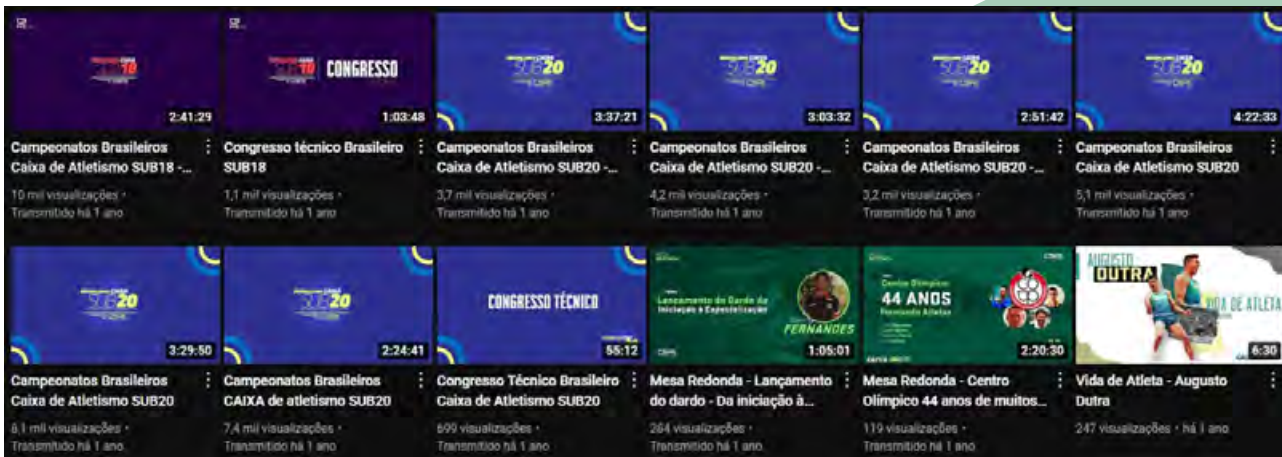 SUB18
CONGRESSO
SUB20
SUB20
SUB20
SUB20
2:41:29
1:03:48
3:37:21
3:03:32
2:51:42
4:22:33
Campeonatos Brasileiros
Caixa de Atletismo SUB18 -...
10 mil visualizações •
Transmitido há 1 ano
Congresso técnico Brasileiro
SUB18
1,1 mil visualizações •
Transmitido há 1 ano
Campeonatos Brasileiros
Caixa de Atletismo SUB20 -...
3,7 mil visualizações •
Transmitido há 1 ano
Campeonatos Brasileiros
Caixa de Atletismo SUB20 -...
4,2 mil visualizações •
Transmitido há 1 ano
Campeonatos Brasileiros
Caixa de Atletismo SUB20 -...
3,2 mil visualizações •
Transmitido há 1 ano
Campeonatos Brasileiros
Caixa de Atletismo SUB20
5,1 mil visualizações •
Transmitido há 1 ano
SUB20
3:29:50
SUB20
2:24:41
CONGRESSO TÉCNICO
55:12
Lançamento do Dardo da
Iniciação à Especialização
FERNANDES
1:05:01
Centro Olímpico
44 ANOS
Formando Atletas
2:20:30
AUGUSTO
DUTRA
VIDA DE ATLETA
6:30
Campeonatos Brasileiros
Caixa de Atletismo SUB20
8,1 mil visualizações •
Transmitido há 1 ano
Campeonatos Brasileiros
CAIXA de atletismo SUB20
7,4 mil visualizações •
Transmitido há 1 ano
Congresso Técnico Brasileiro
Caixa de Atletismo SUB20
699 visualizações •
Transmitido há 1 ano
Mesa Redonda - Lançamento
do dardo - Da iniciação à...
264 visualizações •
Transmitido há 1 ano
Mesa Redonda - Centro
Olímpico 44 anos de muitos...
119 visualizações •
Transmitido há 1 ano
Vida de Atleta - Augusto
Dutra
247 visualizações • há 1 ano